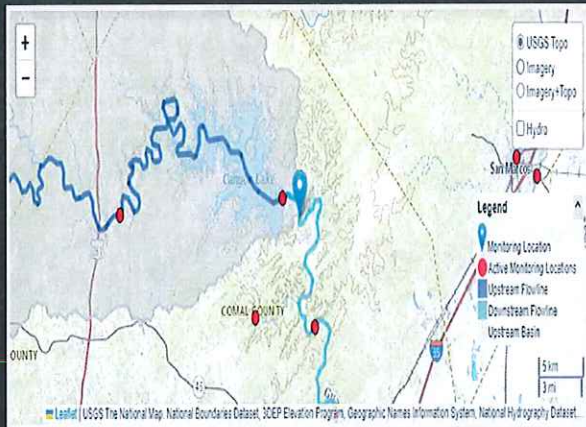 +
−
USGS Topo
Imagery
Imagery+Topo
Hydro
San Marcos
Canyon Lake
Legend
Monitoring Location
Active Monitoring Locations
Upstream Flowline
Downstream Flowline
Upstream Basin
COMAL COUNTY
OUNTY
46
35
5 km
3 mi
Leaflet | USGS The National Map: National Boundaries Dataset, 3DEP Elevation Program, Geographic Names Information System, National Hydrography Dataset...